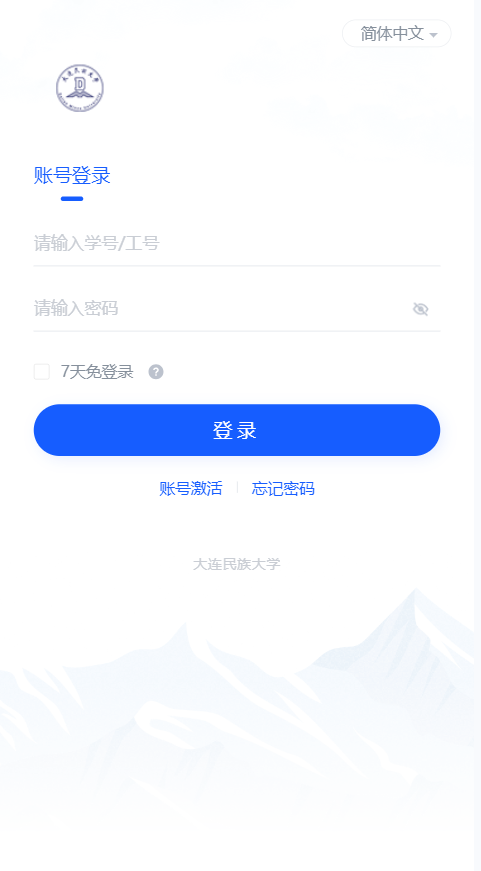 简体中文
账号登录
请输入学号/工号
请输入密码
7天免登录 ?
登录
账号激活 忘记密码
大连民族大学